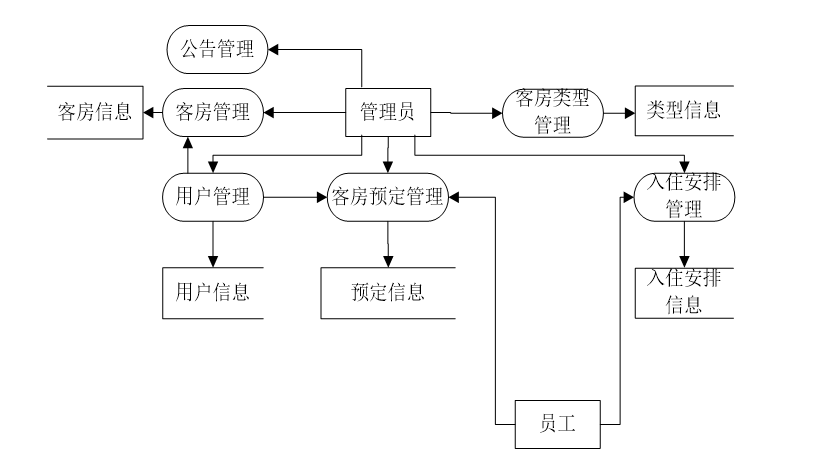 公告管理
客房信息
客房管理
管理员
客房类型
管理
类型信息
用户管理
客房预定管理
入住安排
管理
用户信息
预定信息
入住安排
信息
员工